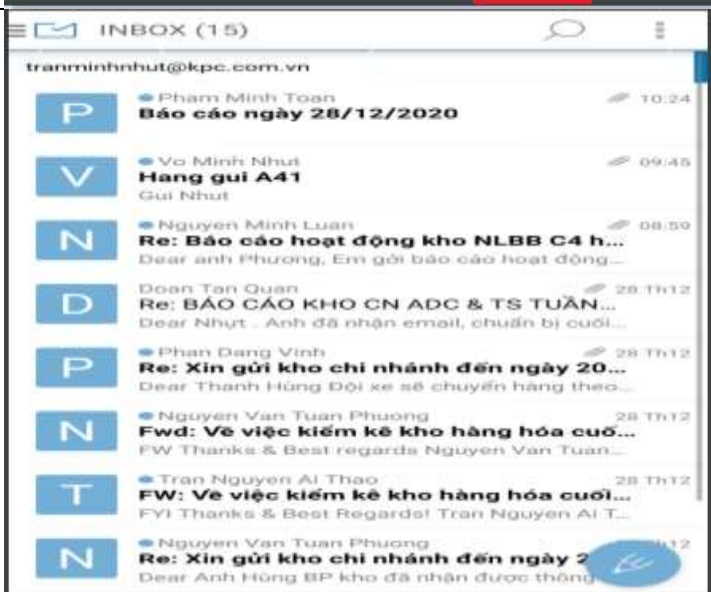 INBOX (15)
tranminhnhut@kpc.com.vn
P
Pham Minh Toan 10:24
Báo cáo ngày 28/12/2020
V
Vo Minh Nhut 09:45
Hang gui A41
Gui Nhut
N
Nguyen Minh Luan 08:59
Re: Báo cáo hoạt động kho NLBB C4 h...
Dear anh Phương, Em gởi báo cáo hoạt động...
D
Doan Tan Quan 28 Th12
Re: BÁO CÁO KHO CN ADC & TS TUẦN...
Dear Nhựt . Anh đã nhận email, chuẩn bị cuối...
P
Phan Dang Vinh 28 Th12
Re: Xin gửi kho chi nhánh đến ngày 20...
Dear Thanh Hùng Đội xe sẽ chuyển hàng theo...
N
Nguyen Van Tuan Phuong 28 Th12
Fwd: Về việc kiểm kê kho hàng hóa cuố...
FW Thanks & Best regards Nguyen Van Tuan...
T
Tran Nguyen Ai Thao 28 Th12
FW: Về việc kiểm kê kho hàng hóa cuối...
FYI Thanks & Best Regards! Tran Nguyen Ai T...
N
Nguyen Van Tuan Phuong
Re: Xin gửi kho chi nhánh đến ngày 2
Dear Anh Hùng BP kho đã nhận được thông